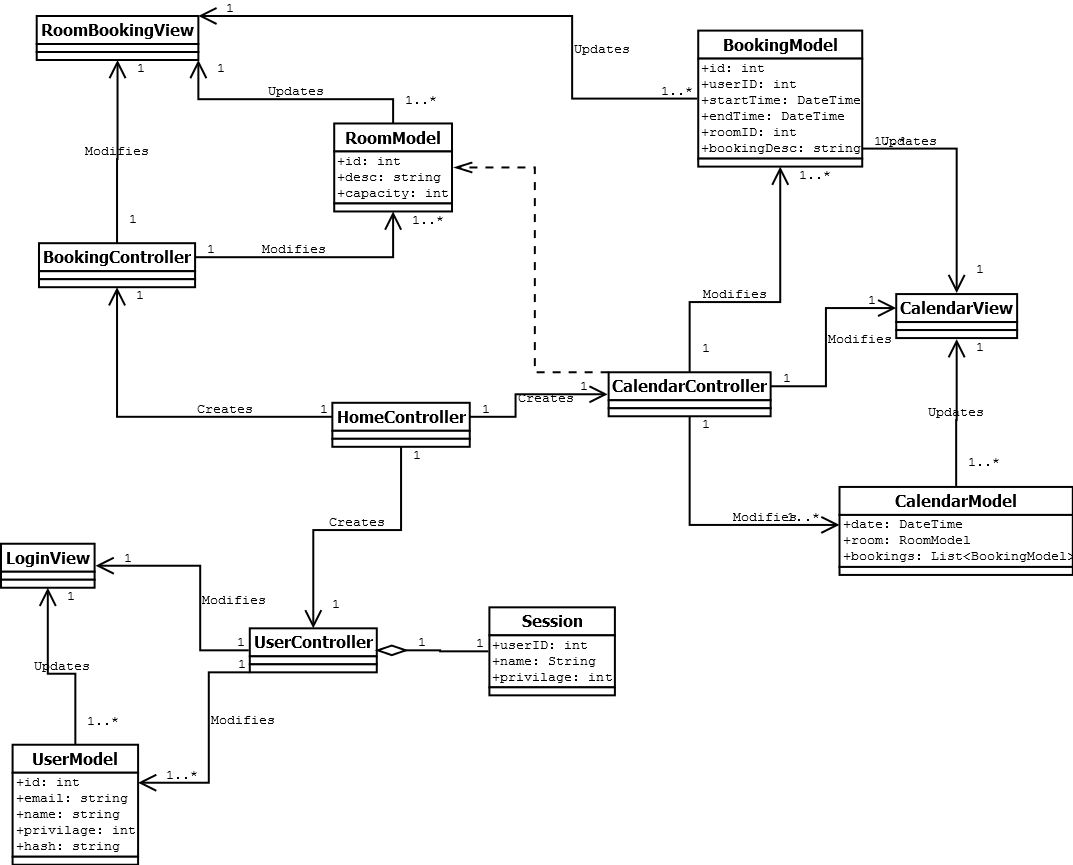 RoomBookingView
1
1
1
Updates
1..*
BookingModel
+id: int
+userID: int
+startTime: DateTime
+endTime: DateTime
+roomID: int
+bookingDesc: string
Updates
1..*
RoomModel
+id: int
+desc: string
+capacity: int
1..*
Modifies
1
BookingController
1
Modifies
1
1..*
Updates
1
1..*
Modifies
1
CalendarView
1
Modifies
1
CalendarController
1
1
1
Creates
Creates
1
HomeController
1
1
Updates
1..*
CalendarModel
+date: DateTime
+room: RoomModel
+bookings: List<BookingModel>
Modifies
1..*
Creates
1
LoginView
1
1
Modifies
1
UserController
1
1
1
Session
+userID: int
+name: String
+privilage: int
Updates
1..*
Modifies
1..*
UserModel
+id: int
+email: string
+name: string
+privilage: int
+hash: string